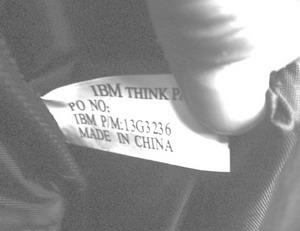 IBM THINK
PO NO:
IBM P/M:13G3236
MADE IN CHINA